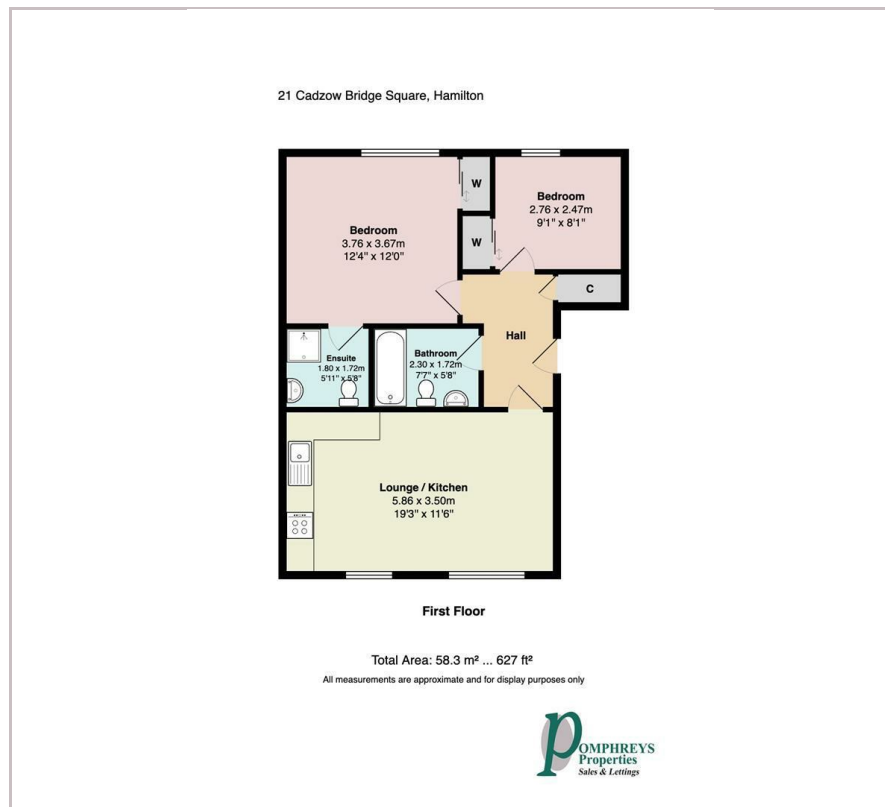 21 Cadzow Bridge Square, Hamilton
W
Bedroom
2.76 x 2.47m
9'1" x 8'1"
Bedroom
3.76 x 3.67m
12'4" x 12'0"
W
C
Hall
Ensuite
1.80 x 1.72m
5'11" x 5'8"
Bathroom
2.30 x 1.72m
7'7" x 5'8"
Lounge / Kitchen
5.86 x 3.50m
19'3" x 11'6"
First Floor
Total Area: 58.3 m² ... 627 ft²
All measurements are approximate and for display purposes only
POMPHREYS
Properties
Sales & Lettings